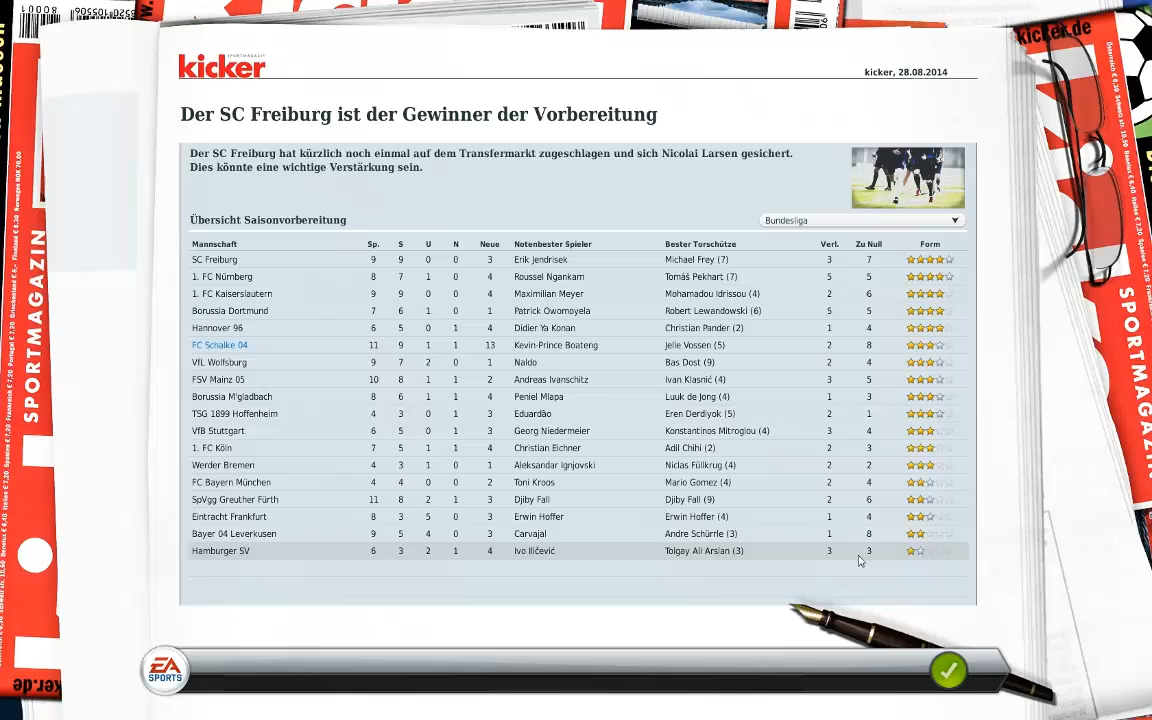 kicker.de
SPORTMAGAZIN
kicker
kicker, 28.08.2014
Der SC Freiburg ist der Gewinner der Vorbereitung
Der SC Freiburg hat kürzlich noch einmal auf dem Transfermarkt zugeschlagen und sich Nicolai Larsen gesichert.
Dies könnte eine wichtige Verstärkung sein.
Übersicht Saisonvorbereitung
Bundesliga
Mannschaft Sp. S U N Neue Notenbester Spieler Bester Torschütze Verl. Zu Null Form
SC Freiburg 9 9 0 0 3 Erik Jendrisek Michael Frey (7) 3 7
1. FC Nürnberg 8 7 1 0 4 Roussel Ngankam Tomáš Pekhart (7) 5 5
1. FC Kaiserslautern 9 9 0 0 3 Maximilian Meyer Mohamadou Idrissou (4) 2 6
Borussia Dortmund 7 6 1 0 1 Patrick Owomoyela Robert Lewandowski (6) 5 5
Hannover 96 6 5 0 1 4 Didier Ya Konan Christian Pander (2) 1 4
FC Schalke 04 11 9 1 1 13 Kevin-Prince Boateng Jelle Vossen (5) 2 8
VfL Wolfsburg 9 7 2 0 1 Naldo Bas Dost (9) 2 4
FSV Mainz 05 10 8 1 1 2 Andreas Ivanschitz Ivan Klasnić (4) 3 5
Borussia M'gladbach 8 6 1 1 4 Peniel Mlapa Luuk de Jong (4) 1 3
TSG 1899 Hoffenheim 4 3 0 1 3 Eduardão Eren Derdiyok (5) 2 1
VfB Stuttgart 6 5 0 1 3 Georg Niedermeier Konstantinos Mitroglou (4) 3 4
1. FC Köln 7 5 1 1 4 Christian Eichner Adil Chihi (2) 2 3
Werder Bremen 4 3 1 0 1 Aleksandar Ignjovski Niclas Füllkrug (4) 2 2
FC Bayern München 4 4 0 0 2 Toni Kroos Mario Gomez (4) 2 4
SpVgg Greuther Fürth 11 8 2 1 3 Djiby Fall Djiby Fall (9) 2 6
Eintracht Frankfurt 8 3 5 0 3 Erwin Hoffer Erwin Hoffer (4) 1 4
Bayer 04 Leverkusen 9 5 4 0 3 Carvajal Andre Schürrle (3) 1 8
Hamburger SV 6 3 2 1 4 Ivo Iličević Tolgay Ali Arslan (3) 3 3
SPORTMAGAZIN
EA
SPORTS